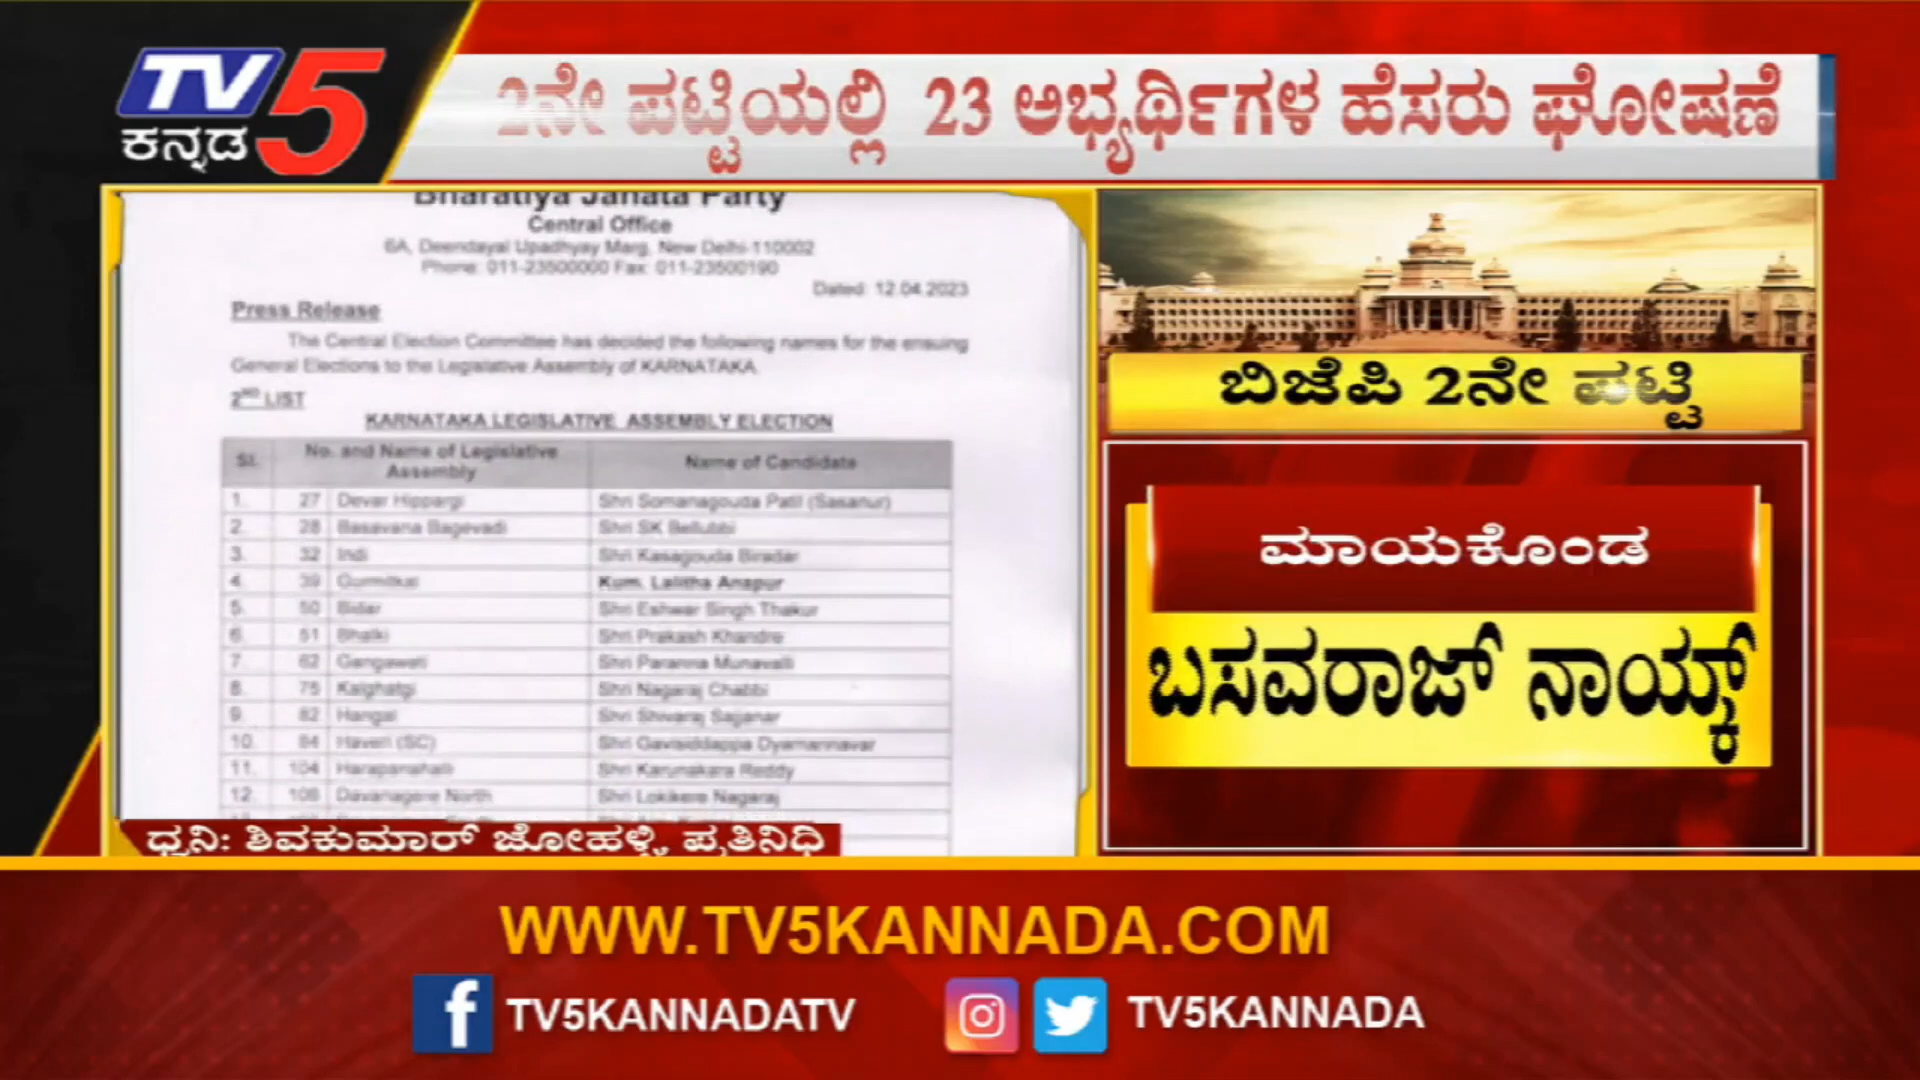 TV5
ಕನ್ನಡ
2ನೇ ಪಟ್ಟಿಯಲ್ಲಿ 23 ಅಭ್ಯರ್ಥಿಗಳ ಹೆಸರು ಘೋಷಣೆ
Bharatiya Janata Party
Central Office
6A, Deendayal Upadhyay Marg, New Delhi-110002
Phone: 011-23500000 Fax: 011-23500190
Dated: 12.04.2023
Press Release
The Central Election Committee has decided the following names for the ensuing
General Elections to the Legislative Assembly of KARNATAKA.
2ND LIST
KARNATAKA LEGISLATIVE ASSEMBLY ELECTION
Sl. No. and Name of Legislative Assembly Name of Candidate
1. 27 Devar Hippargi Shri Somanagouda Patil (Sasanur)
2. 28 Basavana Bagevadi Shri SK Bellubbi
3. 32 Indi Shri Kasagouda Biradar
4. 39 Gurmitkal Kum. Lalitha Anapur
5. 50 Bidar Shri Eshwar Singh Thakur
6. 51 Bhalki Shri Prakash Khandre
7. 62 Gangawati Shri Paranna Munavalli
8. 75 Kalghatgi Shri Nagaraj Chabbi
9. 82 Hangal Shri Shivaraj Sajjanar
10. 84 Haveri (SC) Shri Gavisiddappa Dyamannavar
11. 104 Harapanahalli Shri Karunakara Reddy
12. Davanagere North Shri Lokikere Nagaraj
ಧ್ವನಿ: ಶಿವಕುಮಾರ್ ಜೋಹಳ್ಳಿ, ಪ್ರತಿನಿಧಿ
ಬಿಜೆಪಿ 2ನೇ ಪಟ್ಟಿ
ಮಾಯಕೊಂಡ
ಬಸವರಾಜ್ ನಾಯ್ಕ್
WWW.TV5KANNADA.COM
TV5KANNADATV
TV5KANNADA